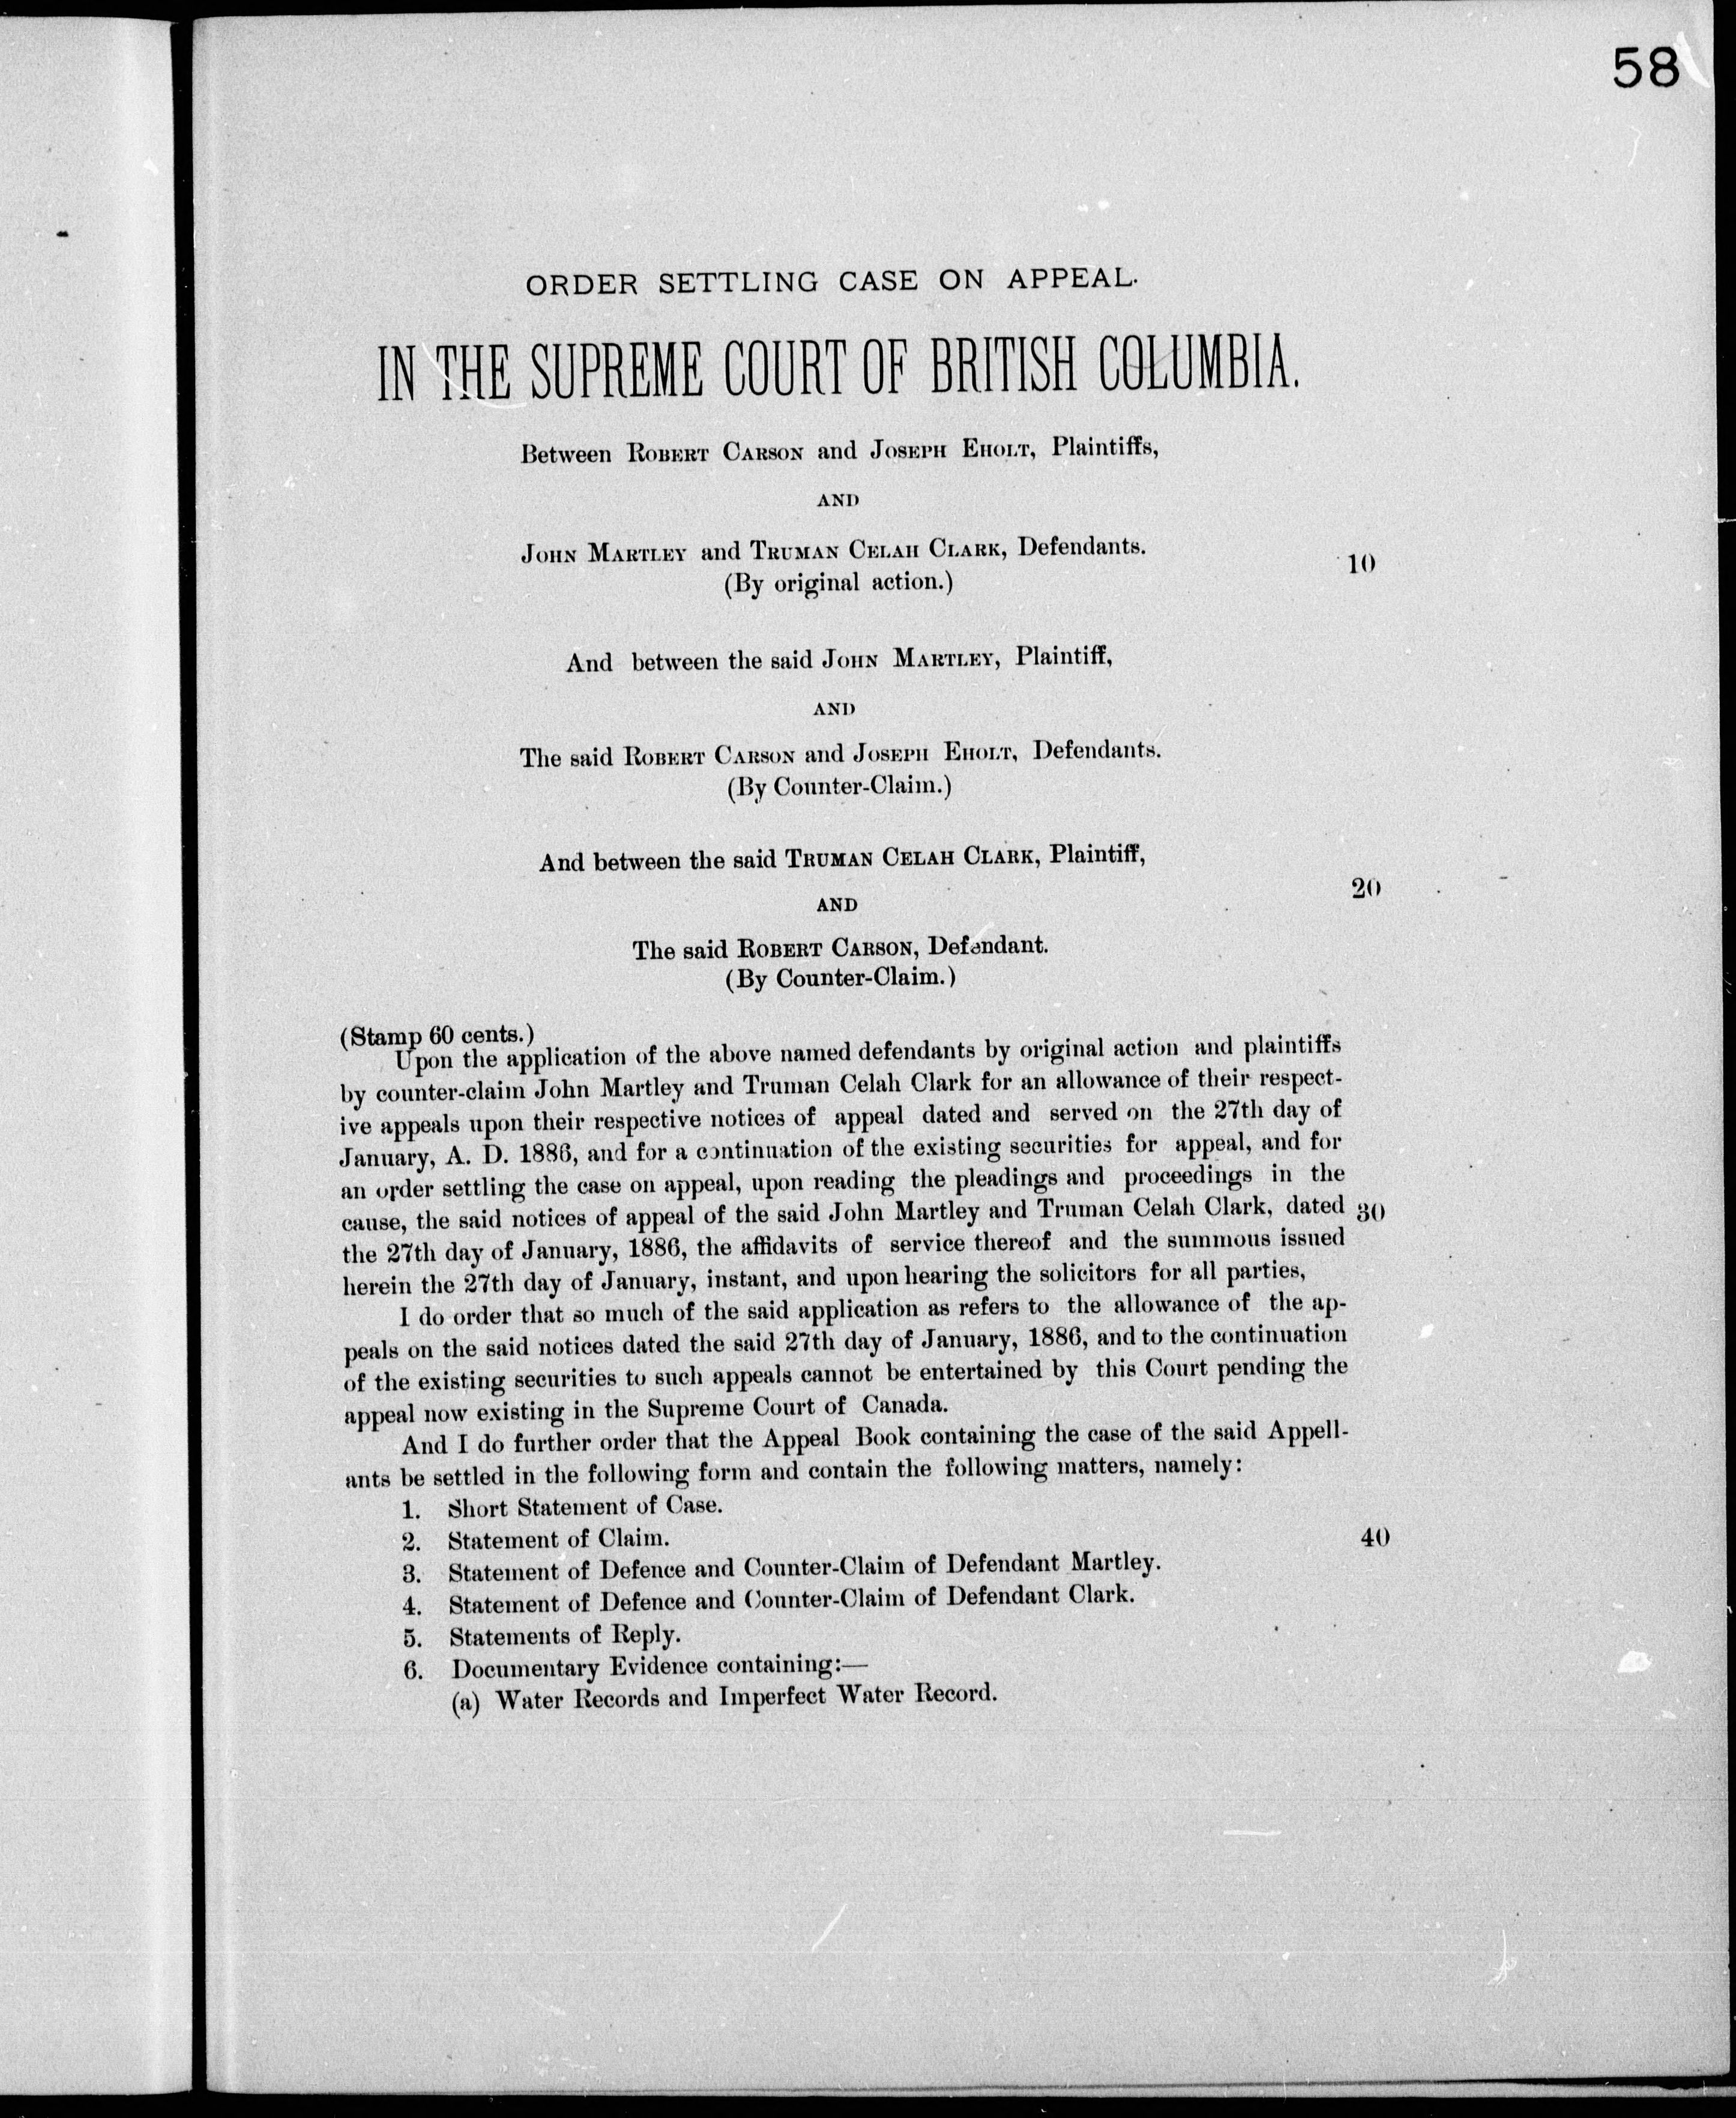 58
ORDER SETTLING CASE ON APPEAL.
IN THE SUPREME COURT OF BRITISH COLUMBIA.
Between ROBERT CARSON and JOSEPH EHOLT, Plaintiffs,
AND
JOHN MARTLEY and TRUMAN CELAH CLARK, Defendants.
10
(By original action.)
And between the said JOHN MARTLEY, Plaintiff,
AND
The said ROBERT CARSON and JOSEPH EHOLT, Defendants.
(By Counter-Claim.)
And between the said TRUMAN CELAH CLARK, Plaintiff,
20
AND
The said ROBERT CARSON, Defendant.
(By Counter-Claim.)
(Stamp 60 cents.)
Upon the application of the above named defendants by original action and plaintiffs
by counter-claim John Martley and Truman Celah Clark for an allowance of their respect-
ive appeals upon their respective notices of appeal dated and served on the 27th day of
January, A. D. 1886, and for a continuation of the existing securities for appeal, and for
an order settling the case on appeal, upon reading the pleadings and proceedings in the
cause, the said notices of appeal of the said John Martley and Truman Celah Clark, dated 30
the 27th day of January, 1886, the affidavits of service thereof and the summous issued
herein the 27th day of January, instant, and upon hearing the solicitors for all parties,
I do order that so much of the said application as refers to the allowance of the ap-
peals on the said notices dated the said 27th day of January, 1886, and to the continuation
of the existing securities to such appeals cannot be entertained by this Court pending the
appeal now existing in the Supreme Court of Canada.
And I do further order that the Appeal Book containing the case of the said Appell-
ants be settled in the following form and contain the following matters, namely:
1. Short Statement of Case.
2. Statement of Claim. 40
3. Statement of Defence and Counter-Claim of Defendant Martley.
4. Statement of Defence and Counter-Claim of Defendant Clark.
5. Statements of Reply.
6. Documentary Evidence containing:—
(a) Water Records and Imperfect Water Record.